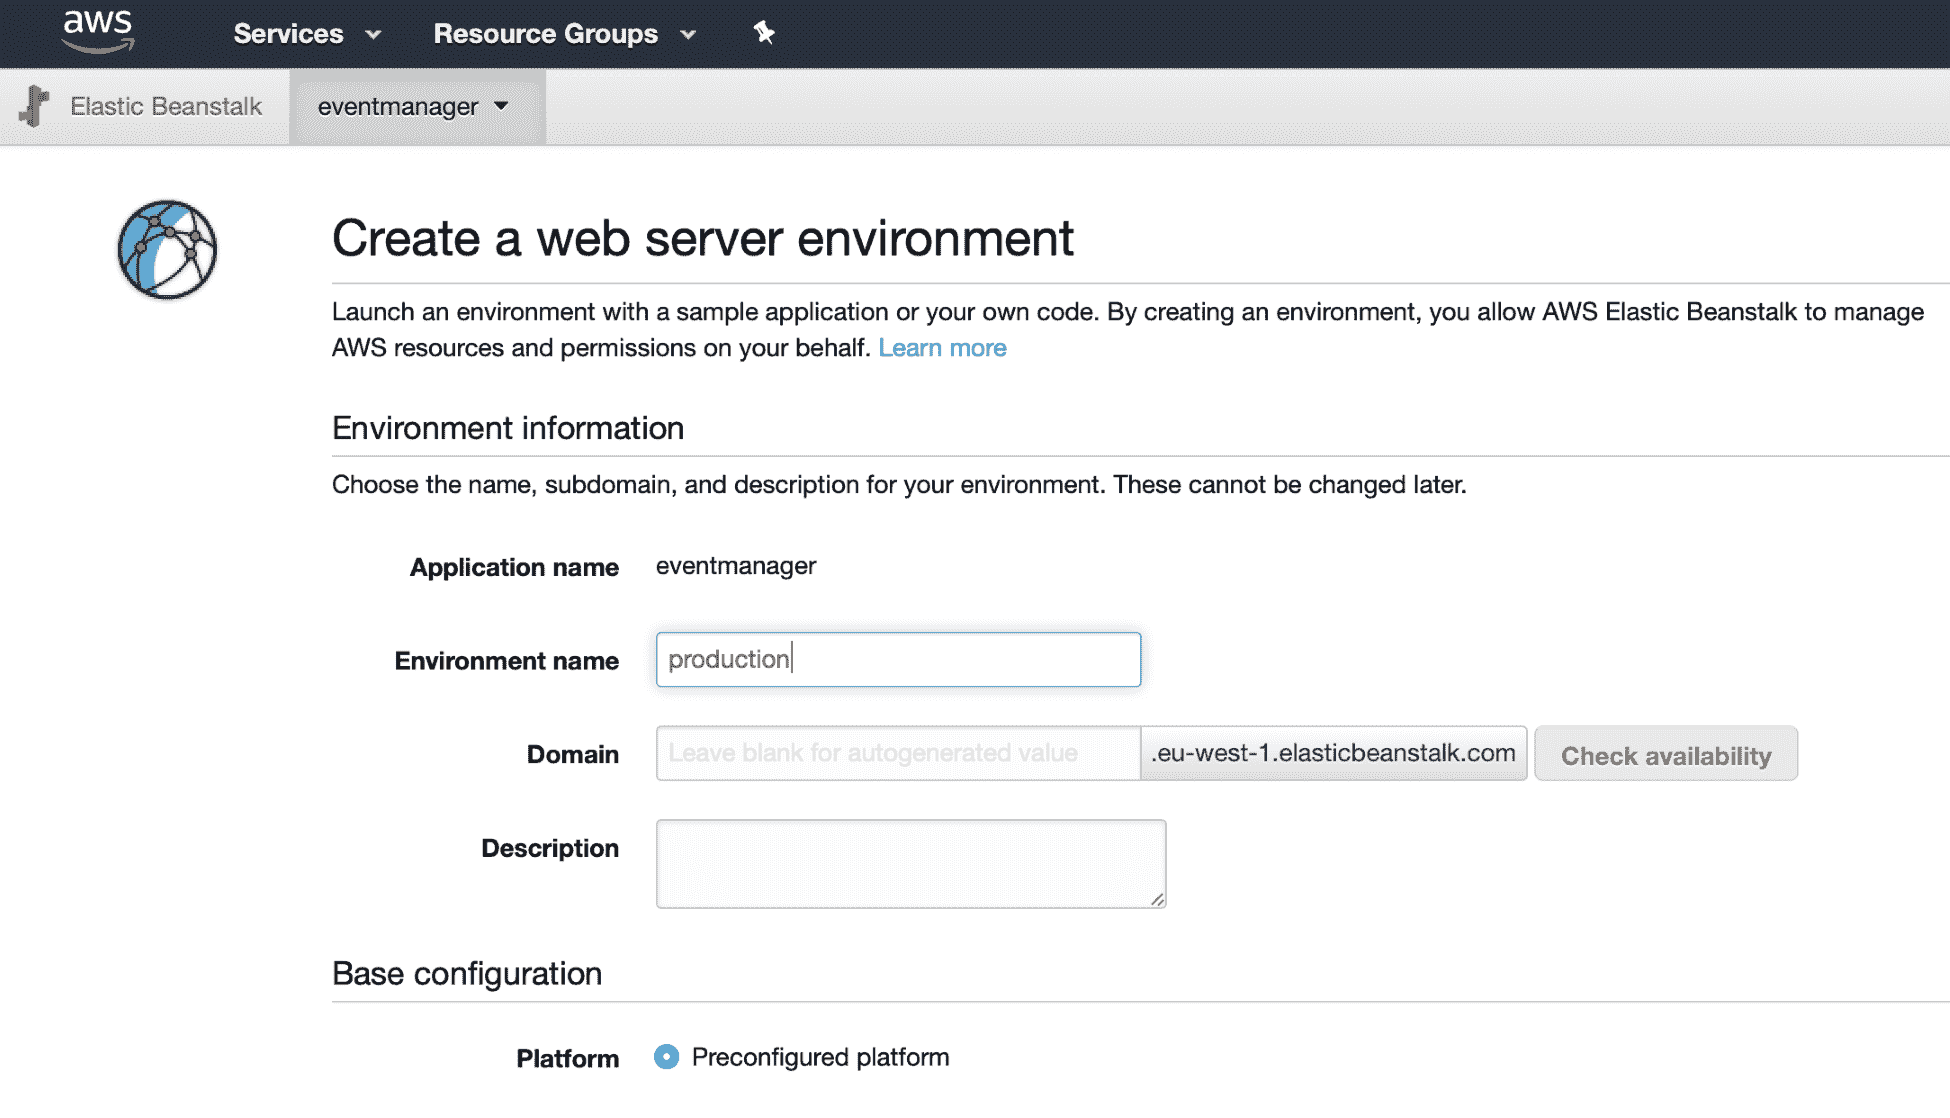 aws Services Resource Groups
Elastic Beanstalk eventmanager
Create a web server environment
Launch an environment with a sample application or your own code. By creating an environment, you allow AWS Elastic Beanstalk to manage
AWS resources and permissions on your behalf. Learn more
Environment information
Choose the name, subdomain, and description for your environment. These cannot be changed later.
Application name eventmanager
Environment name production
Domain Leave blank for autogenerated value .eu-west-1.elasticbeanstalk.com Check availability
Description
Base configuration
Platform Preconfigured platform